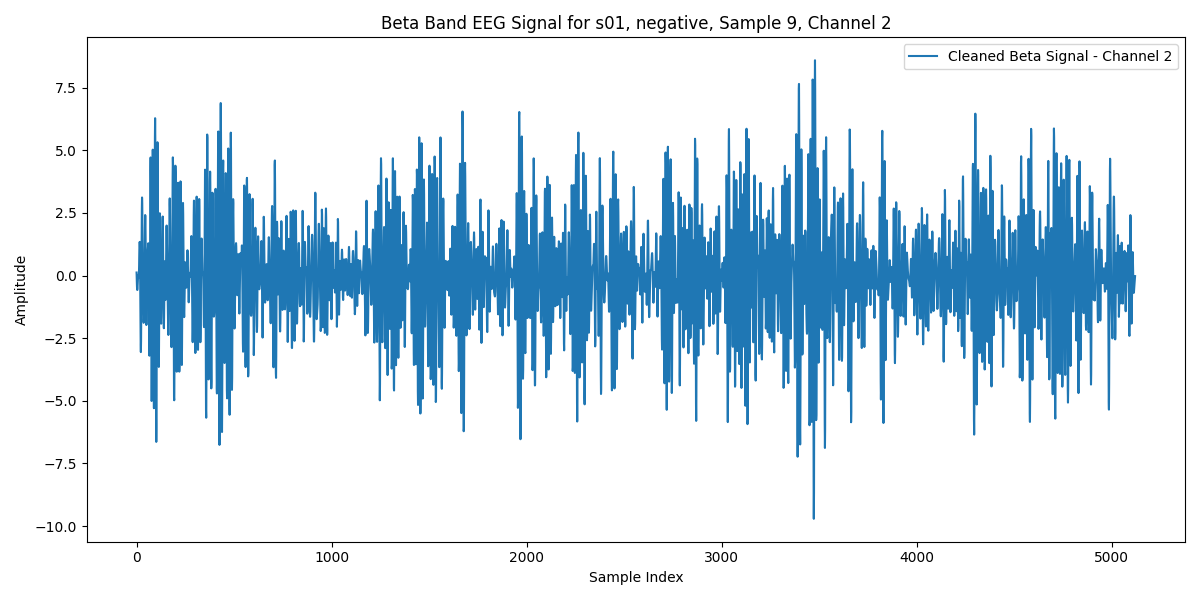 Beta Band EEG Signal for s01, negative, Sample 9, Channel 2
Cleaned Beta Signal - Channel 2
Amplitude
7.5
5.0
2.5
0.0
−2.5
−5.0
−7.5
−10.0
0 1000 2000 3000 4000 5000
Sample Index